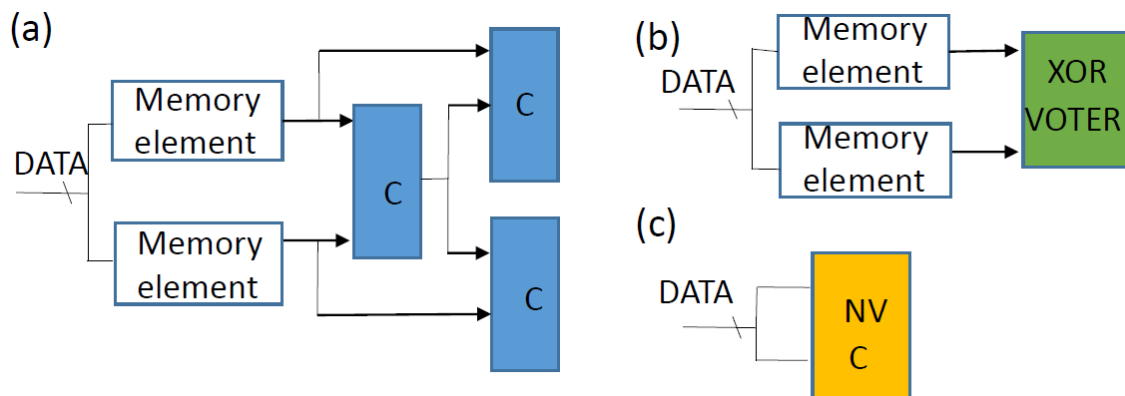 (a)
Memory
element
DATA
Memory
element
C
C
C
(b)
DATA
Memory
element
Memory
element
XOR
VOTER
(c)
DATA
NV
C